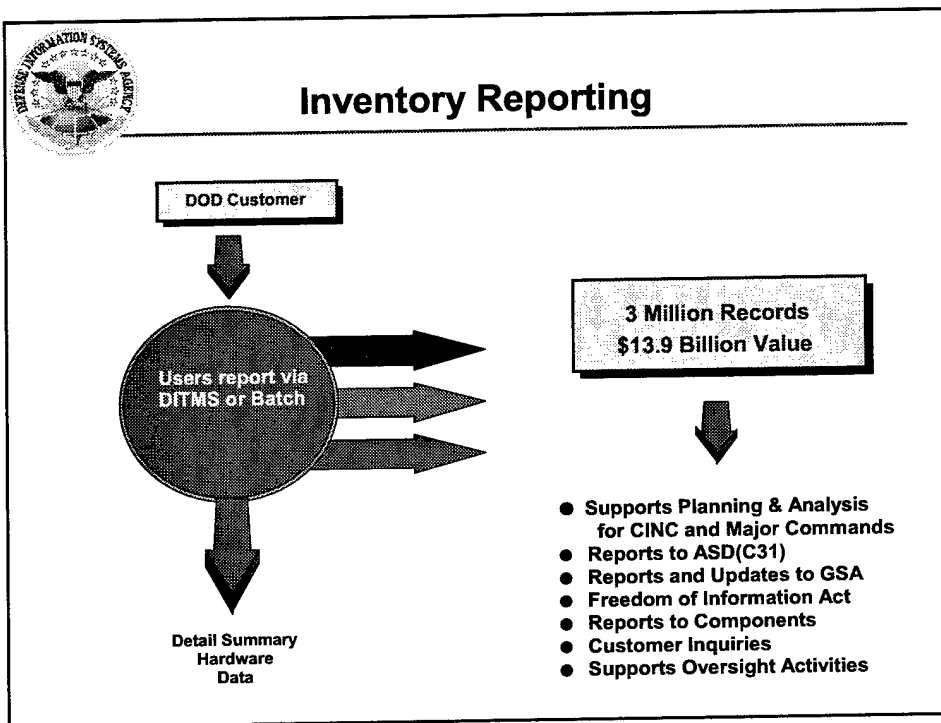 DEFENSE INFORMATION SYSTEMS AGENCY
Inventory Reporting
DOD Customer
Users report via
DITMS or Batch
3 Million Records
$13.9 Billion Value
● Supports Planning & Analysis
for CINC and Major Commands
● Reports to ASD(C31)
● Reports and Updates to GSA
● Freedom of Information Act
● Reports to Components
● Customer Inquiries
● Supports Oversight Activities
Detail Summary
Hardware
Data